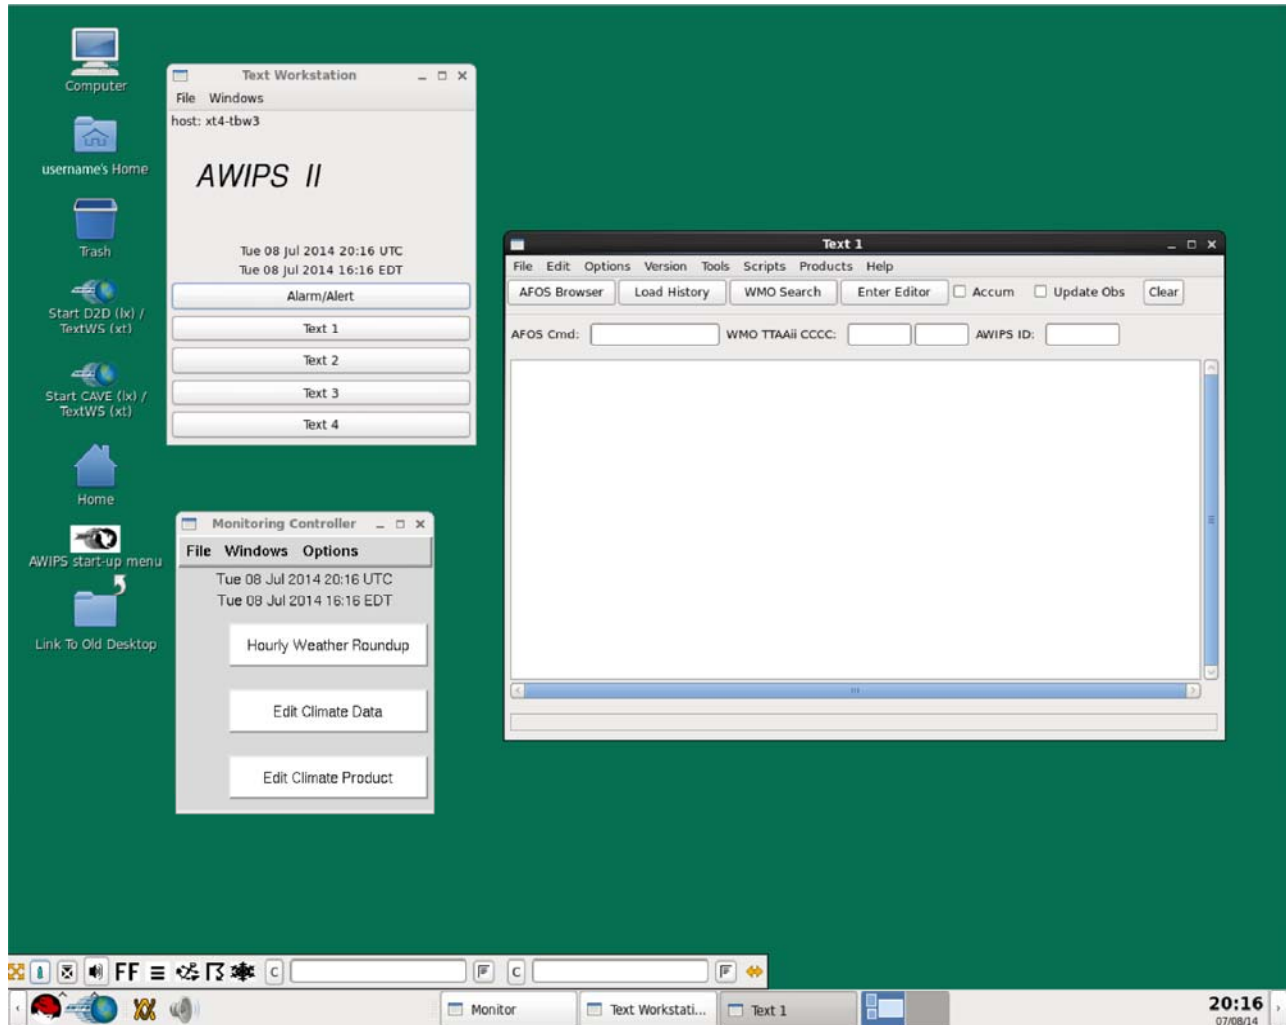 Computer
username's Home
Trash
Start D2D (lx) /
TextWS (xt)
Start CAVE (lx) /
TextWS (xt)
Home
AWIPS start-up menu
Link To Old Desktop
Text Workstation
File Windows
host: xt4-tbw3
AWIPS II
Tue 08 Jul 2014 20:16 UTC
Tue 08 Jul 2014 16:16 EDT
Alarm/Alert
Text 1
Text 2
Text 3
Text 4
Monitoring Controller
File Windows Options
Tue 08 Jul 2014 20:16 UTC
Tue 08 Jul 2014 16:16 EDT
Hourly Weather Roundup
Edit Climate Data
Edit Climate Product
Text 1
File Edit Options Version Tools Scripts Products Help
AFOS Browser Load History WMO Search Enter Editor Accum Update Obs Clear
AFOS Cmd: WMO TTAAii CCCC: AWIPS ID:
FF C F C F
Monitor Text Workstati... Text 1 20:16
07/08/14